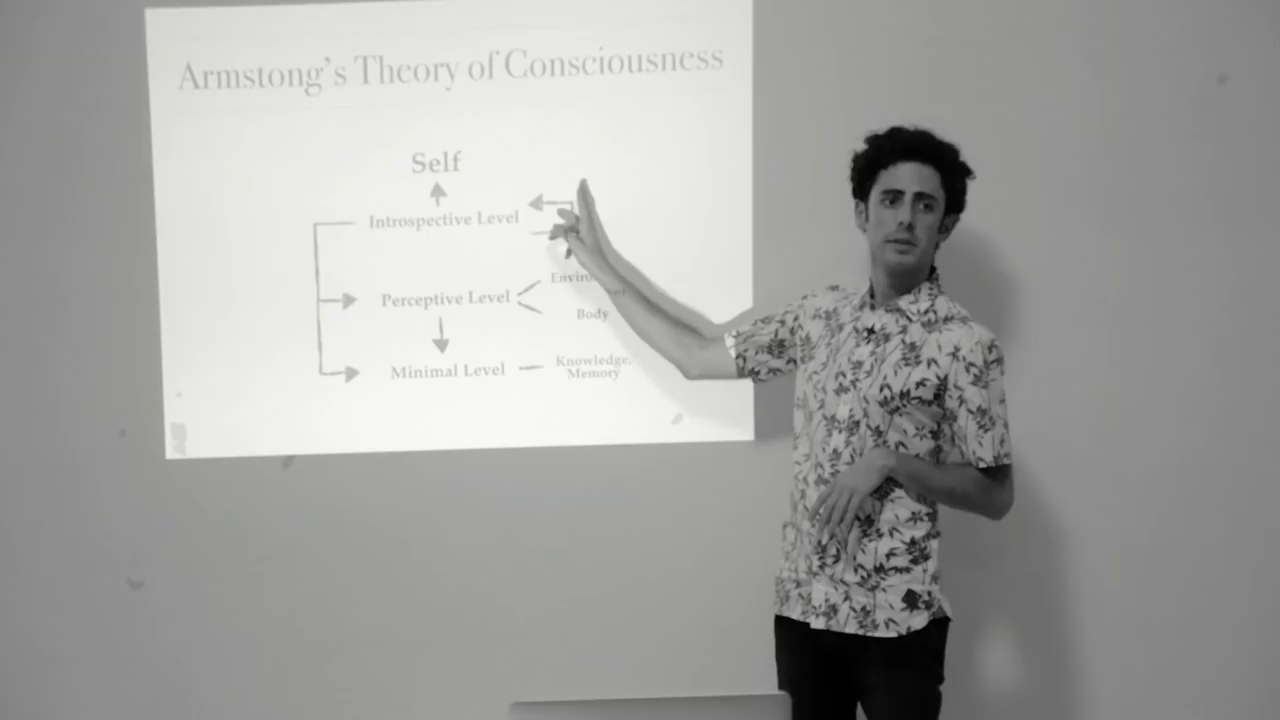 Armstong's Theory of Consciousness
Self
Introspective Level
Perceptive Level
Body
Minimal Level
Knowledge,
Memory